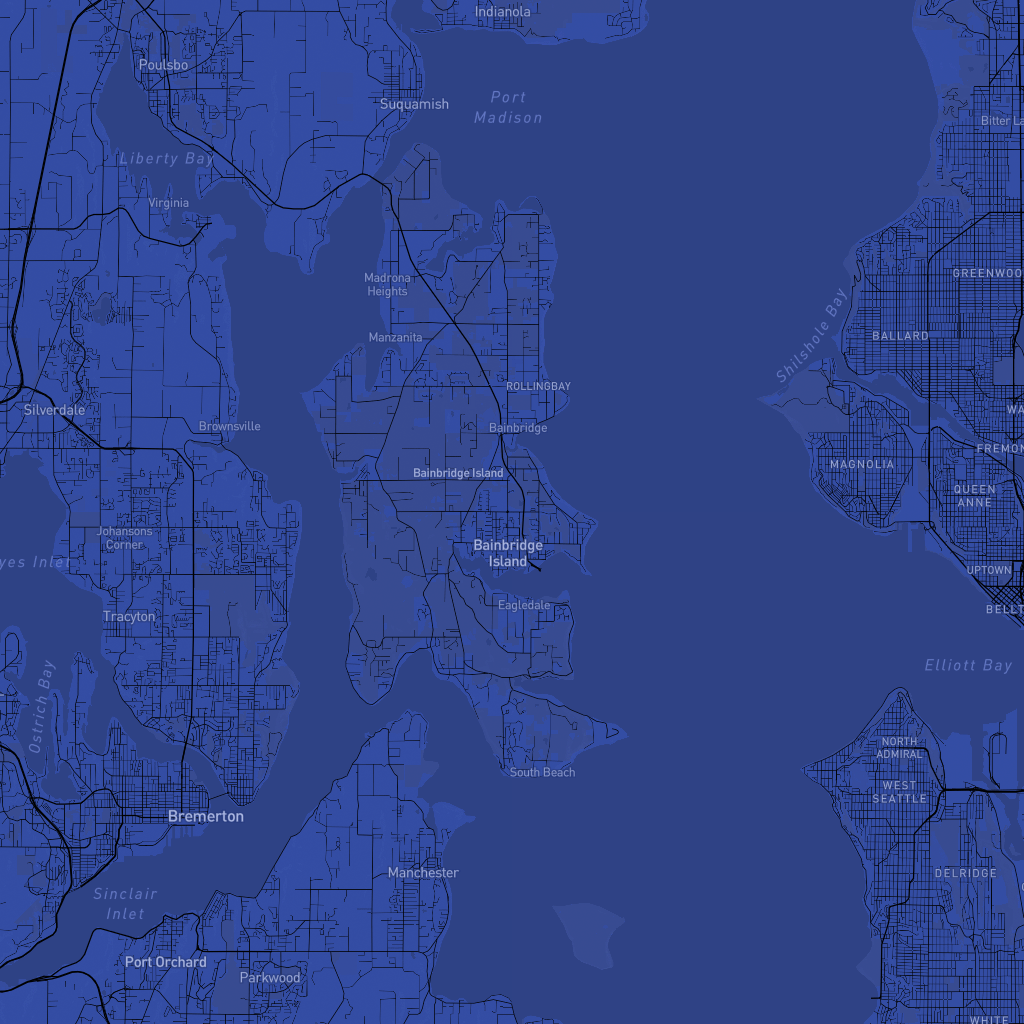 Indianola
Poulsbo
Port
Madison
Suquamish
Liberty Bay
Virginia
Madrona
Heights
GREENWOO
Shilshole Bay
Manzanita
BALLARD
ROLLINGBAY
Silverdale
Brownsville
Bainbridge
FREMON
Bainbridge Island
MAGNOLIA
QUEEN
ANNE
Johansons
Corner
Bainbridge
Island
yes Inlet
UPTOWN
Eagledale
BELLT
Tracyton
Elliott Bay
Ostrich Bay
NORTH
ADMIRAL
South Beach
WEST
SEATTLE
Bremerton
Manchester
DELRIDGE
Sinclair
Inlet
Port Orchard
Parkwood
WHITE
Bitter La
WA